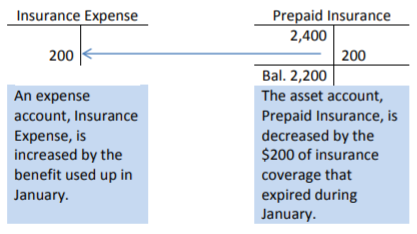 Insurance Expense
200
An expense
account, Insurance
Expense, is
increased by the
benefit used up in
January.
Prepaid Insurance
2,400
200
Bal. 2,200
The asset account,
Prepaid Insurance, is
decreased by the
$200 of insurance
coverage that
expired during
January.